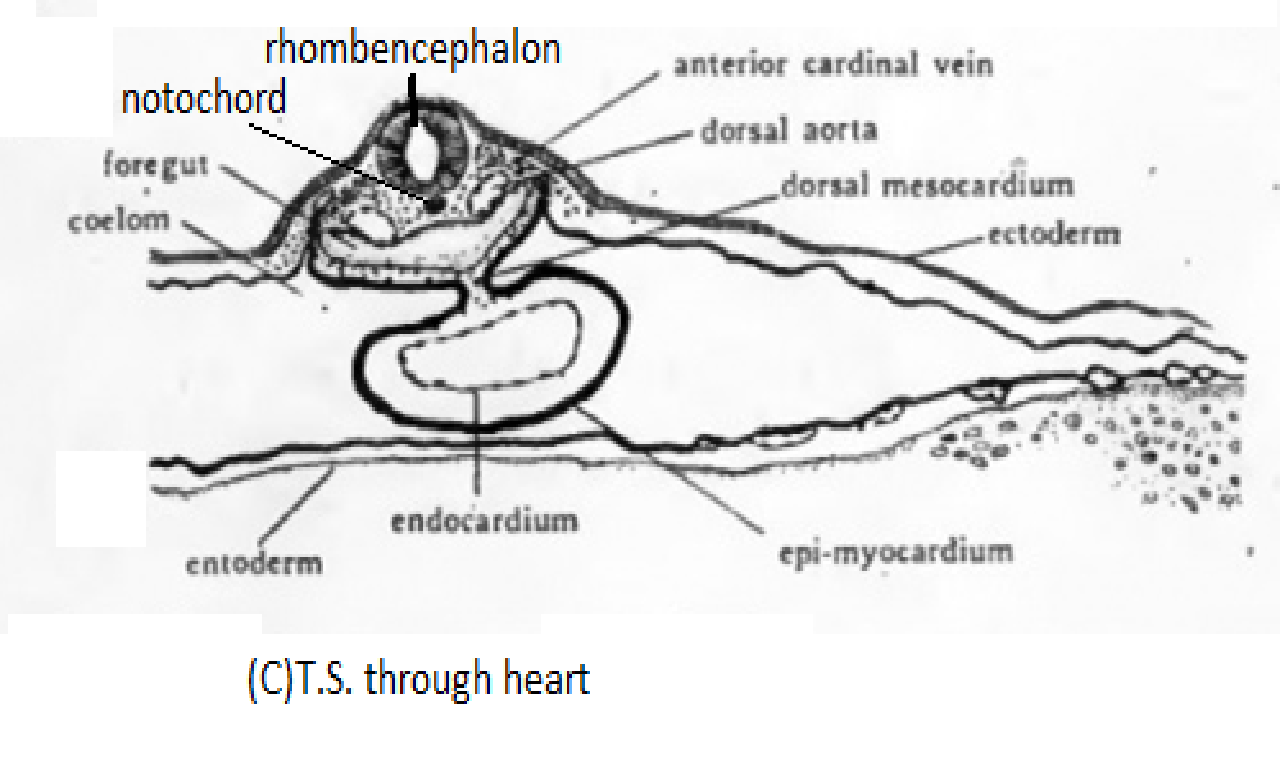 rhombencephalon
anterior cardinal vein
notochord
dorsal aorta
foregut
dorsal mesocardium
coelom
ectoderm
endocardium
epi-myocardium
entoderm
(C)T.S. through heart